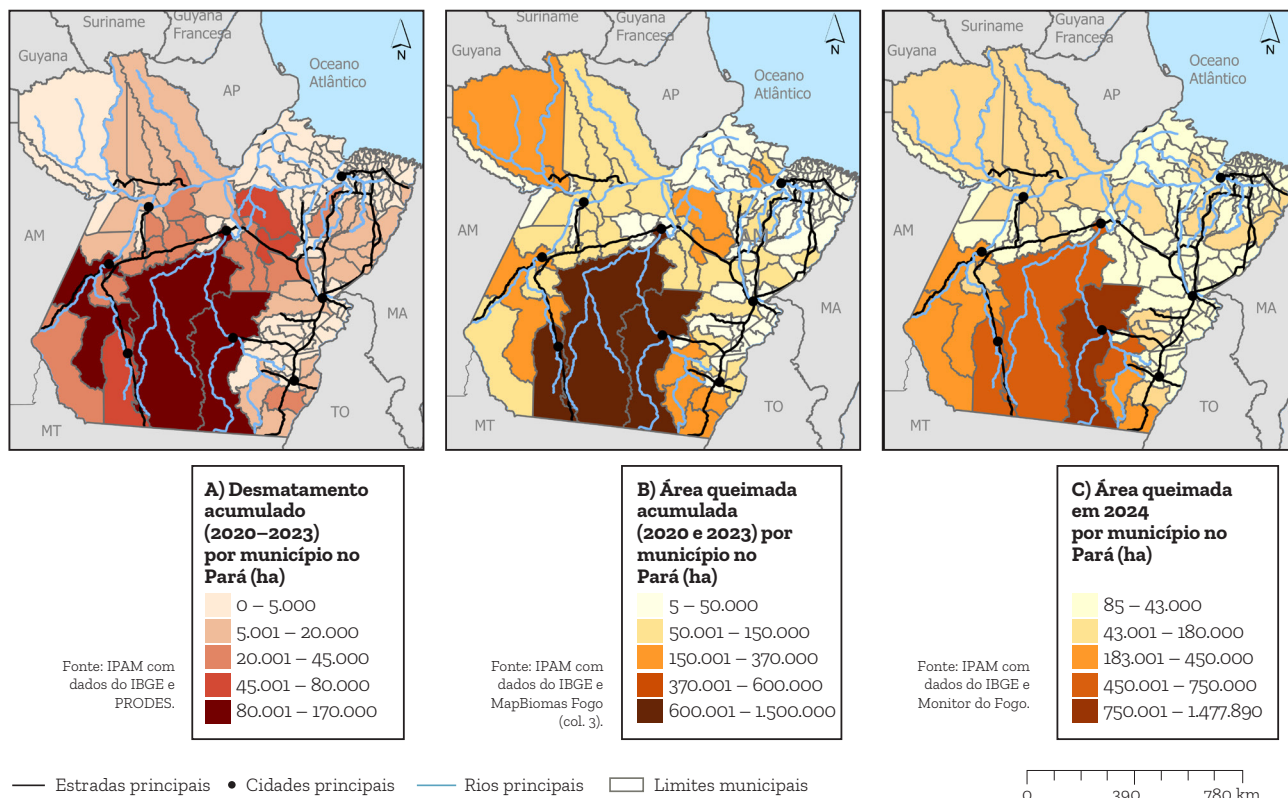 Suriname
Guyana
Francesa
Guyana
Oceano
Atlântico
AP
AM
MA
TO
MT
N
Suriname
Guyana
Francesa
Guyana
Oceano
Atlântico
AP
AM
MA
TO
MT
N
Suriname
Guyana
Francesa
Guyana
Oceano
Atlântico
AP
AM
MA
TO
MT
N
A) Desmatamento
acumulado
(2020–2023)
por município no
Pará (ha)
0 – 5.000
5.001 – 20.000
20.001 – 45.000
45.001 – 80.000
80.001 – 170.000
Fonte: IPAM com
dados do IBGE e
PRODES.
B) Área queimada
acumulada
(2020 e 2023) por
município no
Pará (ha)
5 – 50.000
50.001 – 150.000
150.001 – 370.000
370.001 – 600.000
600.001 – 1.500.000
Fonte: IPAM com
dados do IBGE e
MapBiomas Fogo
(col. 3).
C) Área queimada
em 2024
por município no
Pará (ha)
85 – 43.000
43.001 – 180.000
183.001 – 450.000
450.001 – 750.000
750.001 – 1.477.890
Fonte: IPAM com
dados do IBGE e
Monitor do Fogo.
Estradas principais
Cidades principais
Rios principais
Limites municipais
0 390 780 km